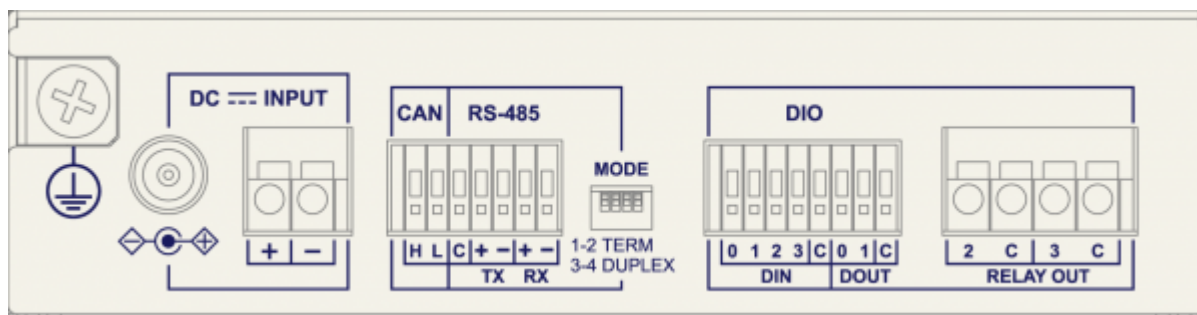 DC INPUT
+ −
CAN RS-485
H L C + − + −
TX RX
MODE
1-2 TERM
3-4 DUPLEX
DIO
0 1 2 3 C 0 1 C
DIN DOUT
2 C 3 C
RELAY OUT